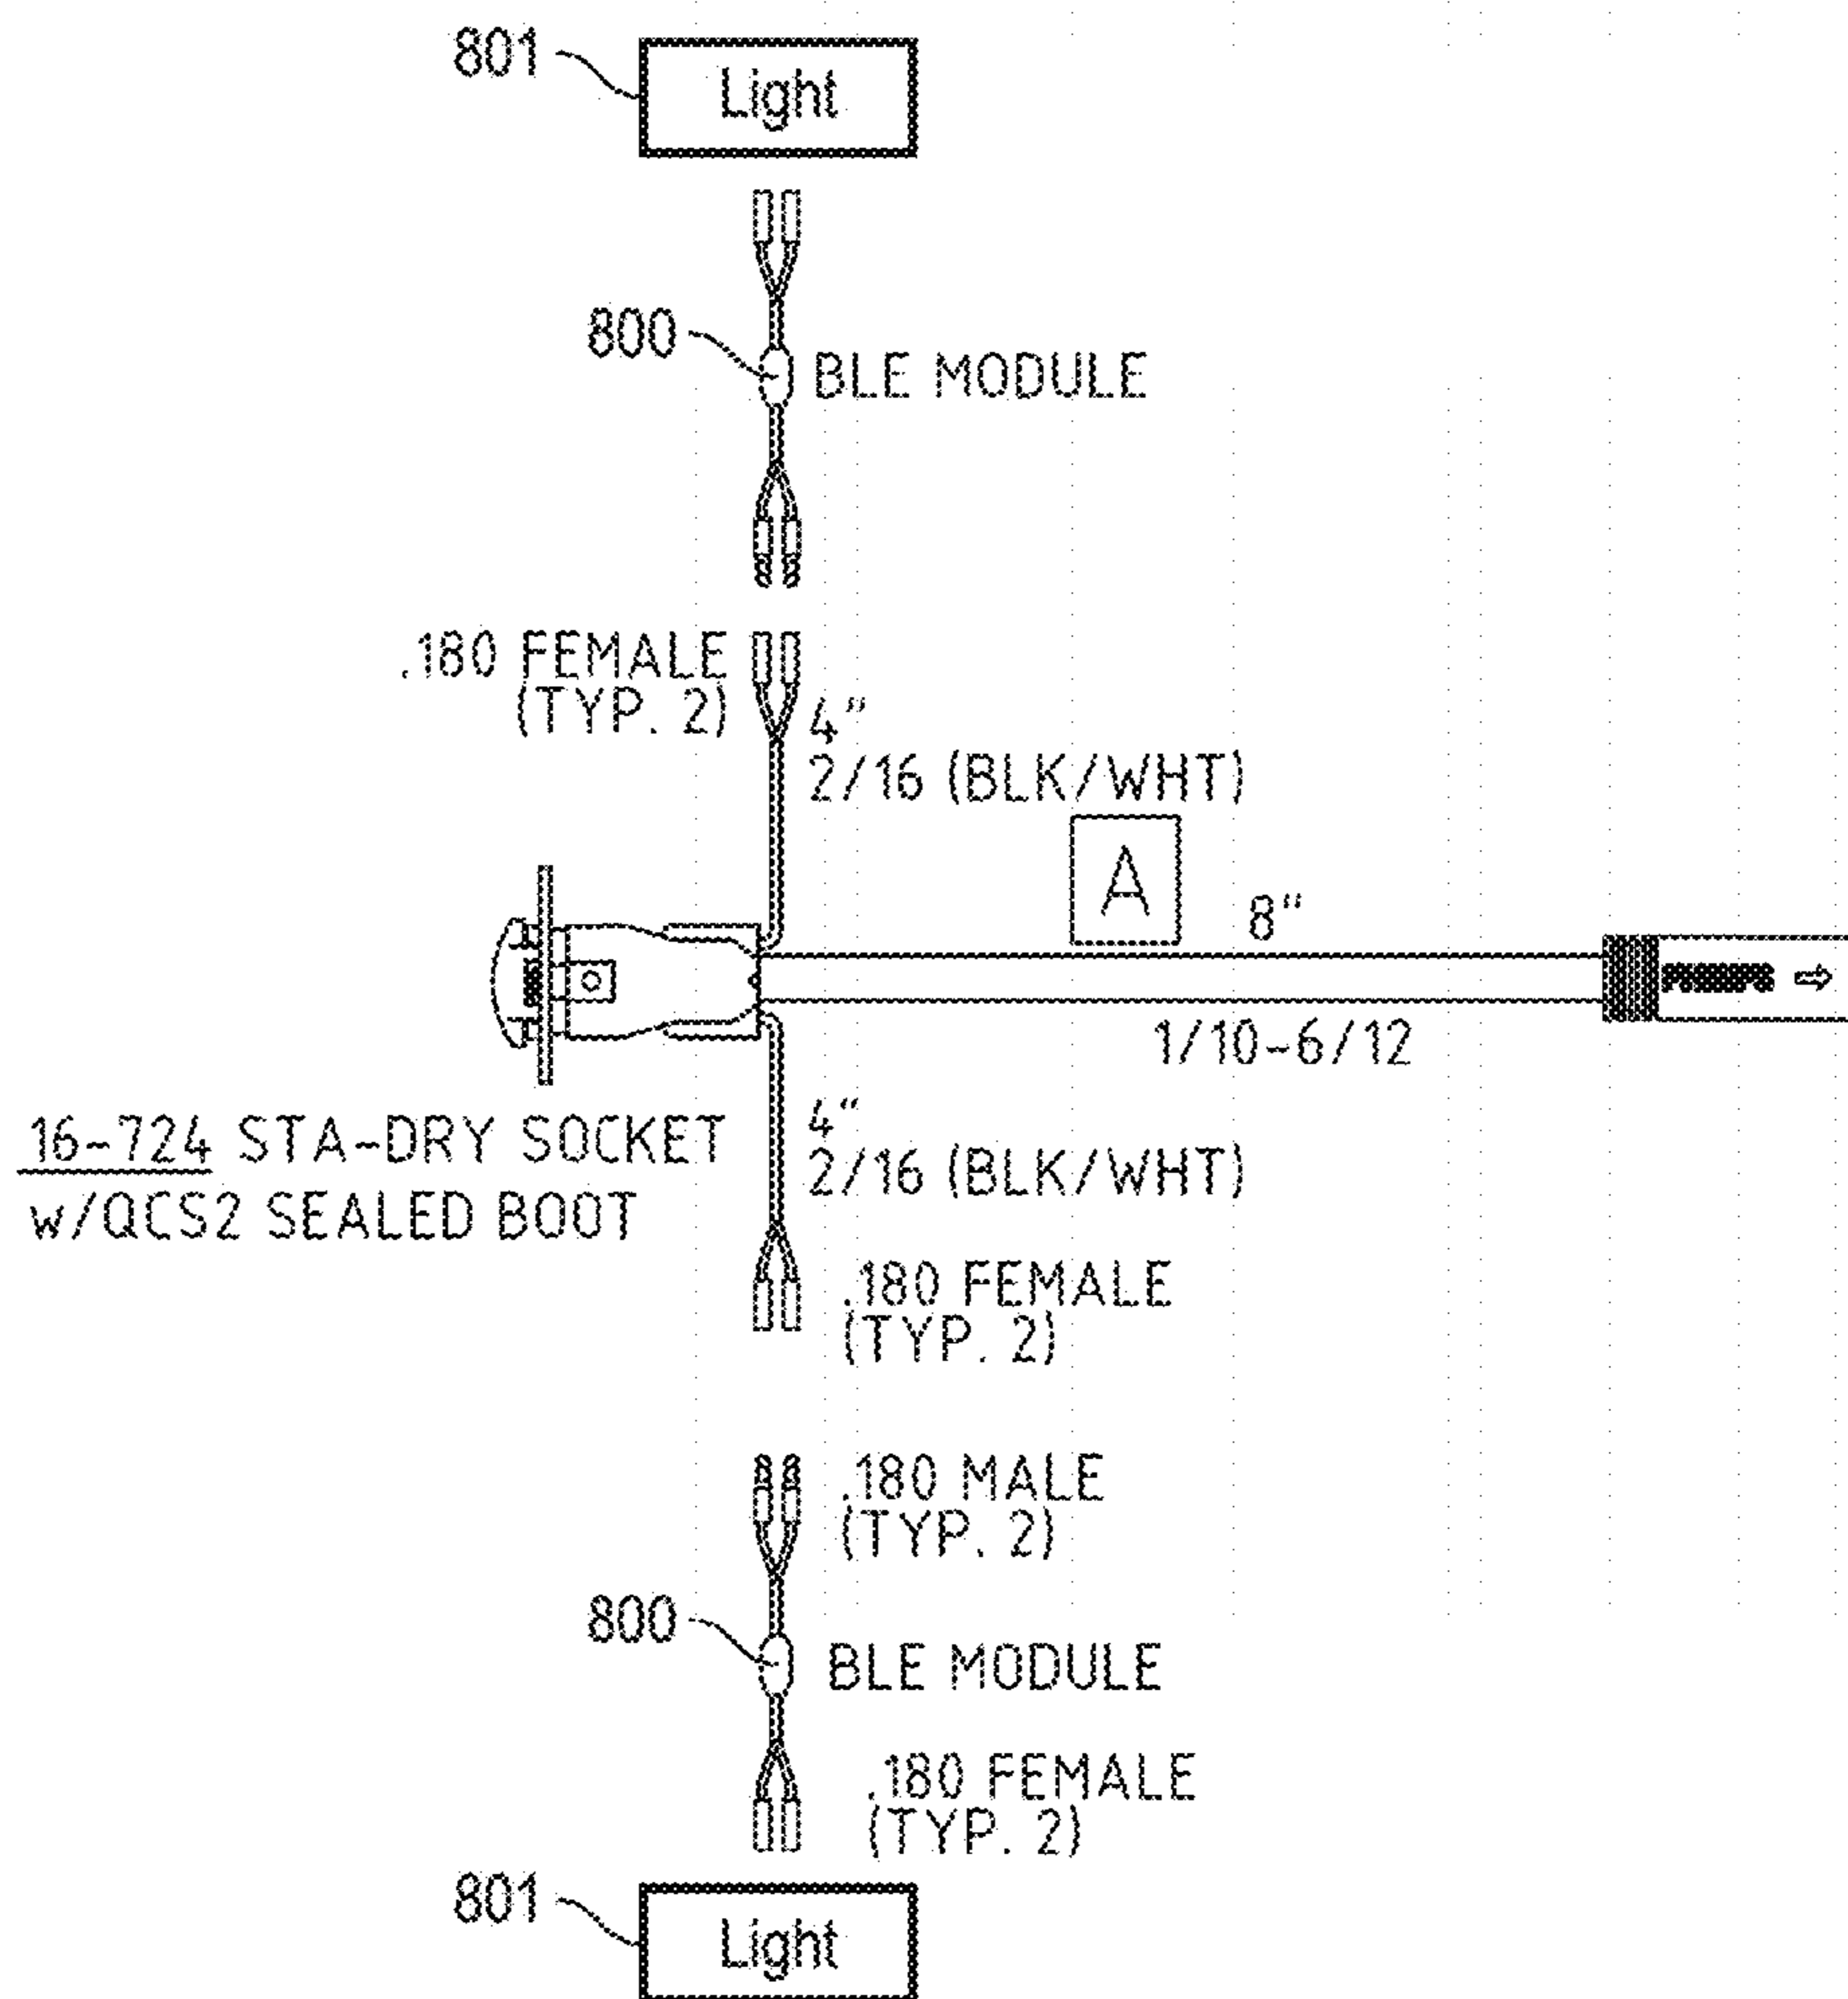 801
Light
800
BLE MODULE
.180 FEMALE
(TYP. 2)
4"
2/16 (BLK/WHT)
A
8"
1/10-6/12
16-724 STA-DRY SOCKET
w/QCS2 SEALED BOOT
4"
2/16 (BLK/WHT)
.180 FEMALE
(TYP. 2)
.180 MALE
(TYP. 2)
800
BLE MODULE
.180 FEMALE
(TYP. 2)
801
Light